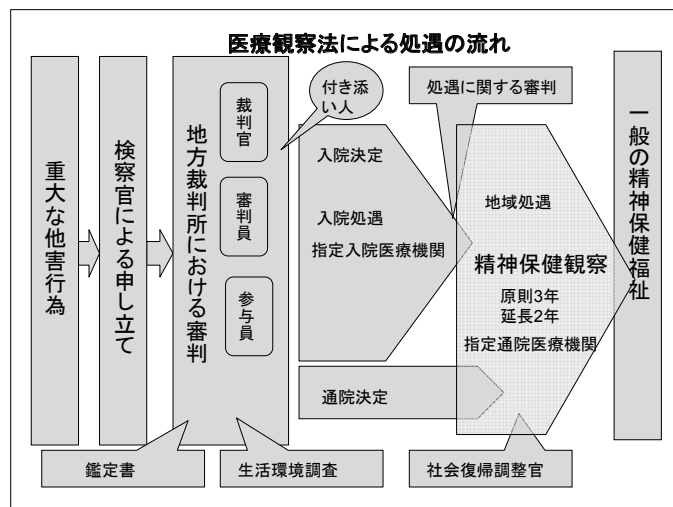 医療観察法による処遇の流れ
重大な他害行為
検察官による申し立て
地方裁判所における審判
裁判官
審判員
参与員
付き添
い人
入院決定
入院処遇
指定入院医療機関
通院決定
処遇に関する審判
地域処遇
精神保健観察
原則3年
延長2年
指定通院医療機関
一般の精神保健福祉
鑑定書
生活環境調査
社会復帰調整官